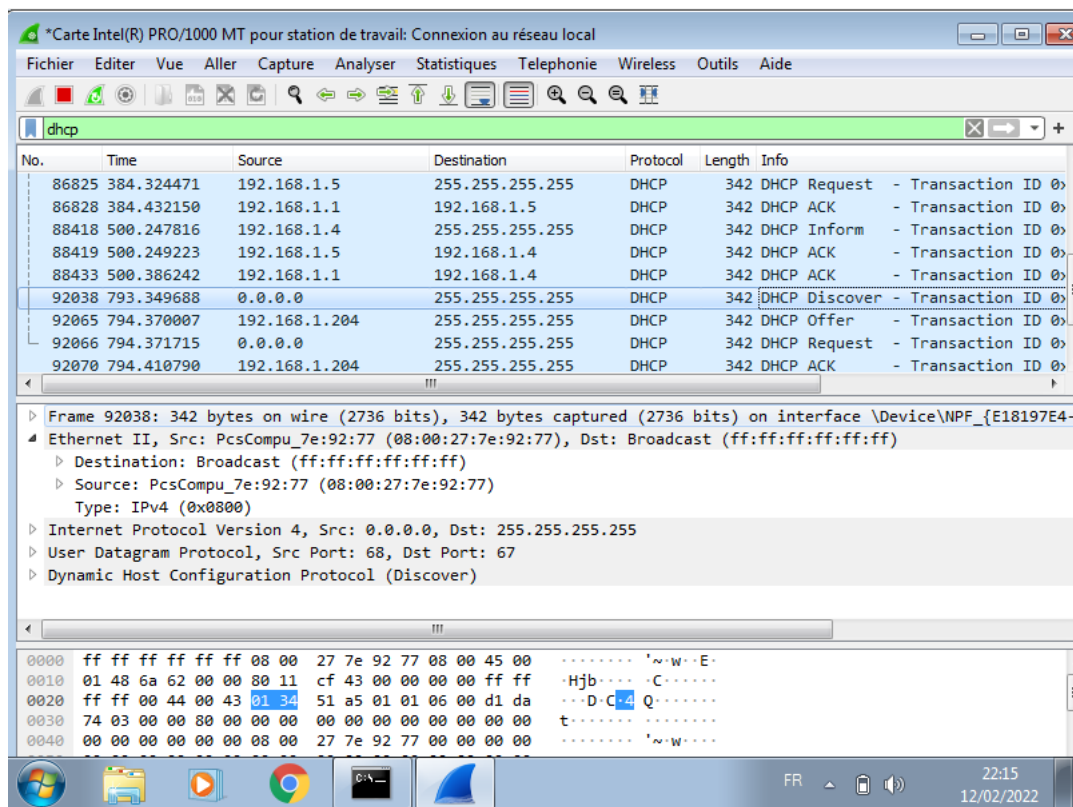 *Carte Intel(R) PRO/1000 MT pour station de travail: Connexion au réseau local
Fichier Editer Vue Aller Capture Analyser Statistiques Telephonie Wireless Outils Aide
dhcp
No. Time Source Destination Protocol Length Info
86825 384.324471 192.168.1.5 255.255.255.255 DHCP 342 DHCP Request - Transaction ID 0x
86828 384.432150 192.168.1.1 192.168.1.5 DHCP 342 DHCP ACK - Transaction ID 0x
88418 500.247816 192.168.1.4 255.255.255.255 DHCP 342 DHCP Inform - Transaction ID 0x
88419 500.249223 192.168.1.5 192.168.1.4 DHCP 342 DHCP ACK - Transaction ID 0x
88433 500.386242 192.168.1.1 192.168.1.4 DHCP 342 DHCP ACK - Transaction ID 0x
92038 793.349688 0.0.0.0 255.255.255.255 DHCP 342 DHCP Discover - Transaction ID 0x
92065 794.370007 192.168.1.204 255.255.255.255 DHCP 342 DHCP Offer - Transaction ID 0x
92066 794.371715 0.0.0.0 255.255.255.255 DHCP 342 DHCP Request - Transaction ID 0x
92070 794.410790 192.168.1.204 255.255.255.255 DHCP 342 DHCP ACK - Transaction ID 0x
Frame 92038: 342 bytes on wire (2736 bits), 342 bytes captured (2736 bits) on interface \Device\NPF_{E18197E4-
Ethernet II, Src: PcsCompu_7e:92:77 (08:00:27:7e:92:77), Dst: Broadcast (ff:ff:ff:ff:ff:ff)
Destination: Broadcast (ff:ff:ff:ff:ff:ff)
Source: PcsCompu_7e:92:77 (08:00:27:7e:92:77)
Type: IPv4 (0x0800)
Internet Protocol Version 4, Src: 0.0.0.0, Dst: 255.255.255.255
User Datagram Protocol, Src Port: 68, Dst Port: 67
Dynamic Host Configuration Protocol (Discover)
0000 ff ff ff ff ff ff 08 00 27 7e 92 77 08 00 45 00 ········ '~·w··E·
0010 01 48 6a 62 00 00 80 11 cf 43 00 00 00 00 ff ff ·Hjb···· ·C······
0020 ff ff 00 44 00 43 01 34 51 a5 01 01 06 00 d1 da ···D·C·4 Q·······
0030 74 03 00 00 80 00 00 00 00 00 00 00 00 00 00 00 t······· ········
0040 00 00 00 00 00 00 08 00 27 7e 92 77 00 00 00 00 ········ '~·w····
FR 22:15
12/02/2022